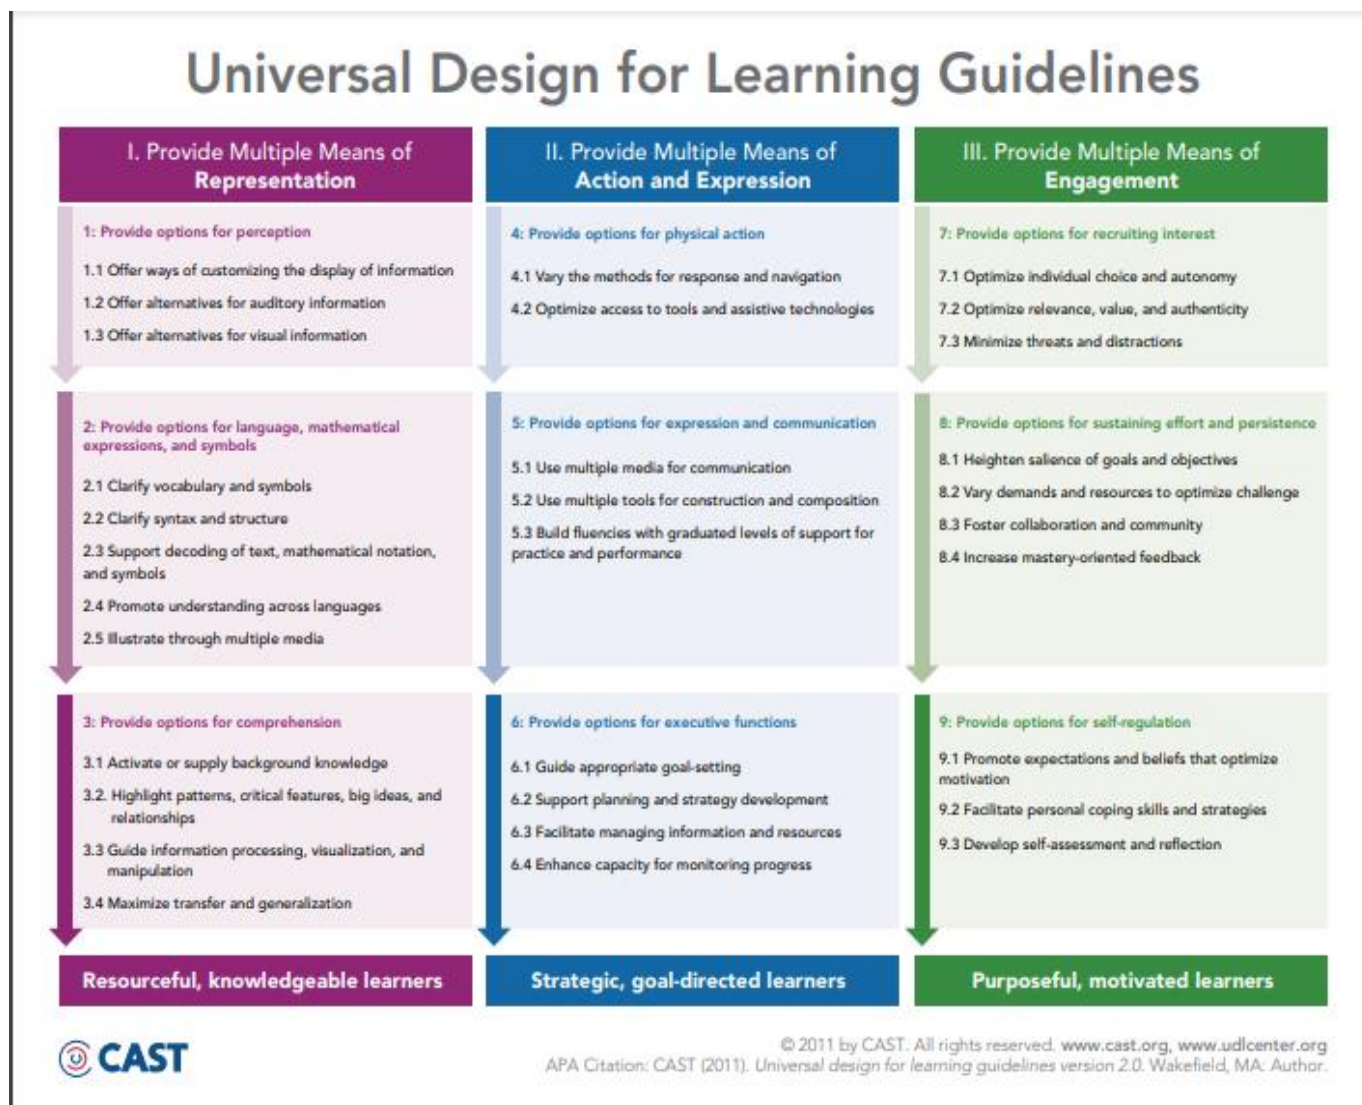 Universal Design for Learning Guidelines
I. Provide Multiple Means of
Representation
1: Provide options for perception
1.1 Offer ways of customizing the display of information
1.2 Offer alternatives for auditory information
1.3 Offer alternatives for visual information
2: Provide options for language, mathematical
expressions, and symbols
2.1 Clarify vocabulary and symbols
2.2 Clarify syntax and structure
2.3 Support decoding of text, mathematical notation,
and symbols
2.4 Promote understanding across languages
2.5 Illustrate through multiple media
3: Provide options for comprehension
3.1 Activate or supply background knowledge
3.2. Highlight patterns, critical features, big ideas, and
relationships
3.3 Guide information processing, visualization, and
manipulation
3.4 Maximize transfer and generalization
Resourceful, knowledgeable learners
II. Provide Multiple Means of
Action and Expression
4: Provide options for physical action
4.1 Vary the methods for response and navigation
4.2 Optimize access to tools and assistive technologies
5: Provide options for expression and communication
5.1 Use multiple media for communication
5.2 Use multiple tools for construction and composition
5.3 Build fluencies with graduated levels of support for
practice and performance
6: Provide options for executive functions
6.1 Guide appropriate goal-setting
6.2 Support planning and strategy development
6.3 Facilitate managing information and resources
6.4 Enhance capacity for monitoring progress
Strategic, goal-directed learners
III. Provide Multiple Means of
Engagement
7: Provide options for recruiting interest
7.1 Optimize individual choice and autonomy
7.2 Optimize relevance, value, and authenticity
7.3 Minimize threats and distractions
8: Provide options for sustaining effort and persistence
8.1 Heighten salience of goals and objectives
8.2 Vary demands and resources to optimize challenge
8.3 Foster collaboration and community
8.4 Increase mastery-oriented feedback
9: Provide options for self-regulation
9.1 Promote expectations and beliefs that optimize
motivation
9.2 Facilitate personal coping skills and strategies
9.3 Develop self-assessment and reflection
Purposeful, motivated learners
CAST
© 2011 by CAST. All rights reserved. www.cast.org, www.udlcenter.org
APA Citation: CAST (2011). Universal design for learning guidelines version 2.0. Wakefield, MA: Author.